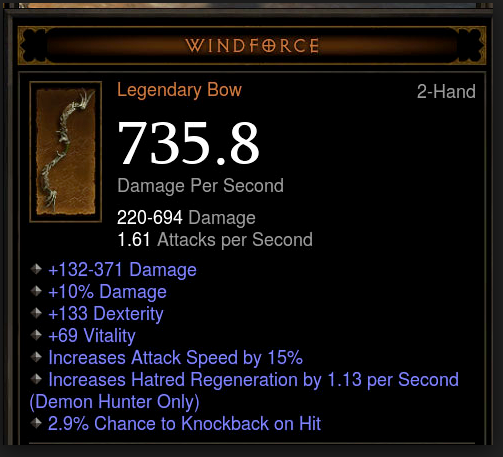 WINDFORCE
Legendary Bow 2-Hand
735.8
Damage Per Second
220-694 Damage
1.61 Attacks per Second
+132-371 Damage
+10% Damage
+133 Dexterity
+69 Vitality
Increases Attack Speed by 15%
Increases Hatred Regeneration by 1.13 per Second
(Demon Hunter Only)
2.9% Chance to Knockback on Hit